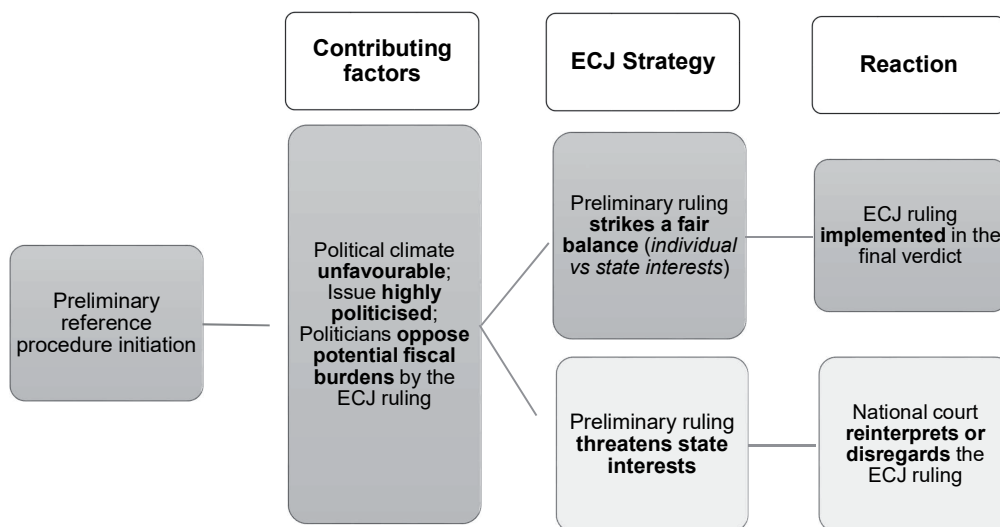 Contributing
factors
ECJ Strategy
Reaction
Preliminary
reference
procedure initiation
Political climate
unfavourable;
Issue highly
politicised;
Politicians oppose
potential fiscal
burdens by the
ECJ ruling
Preliminary ruling
strikes a fair
balance (individual
vs state interests)
ECJ ruling
implemented in the
final verdict
Preliminary ruling
threatens state
interests
National court
reinterprets or
disregards the
ECJ ruling